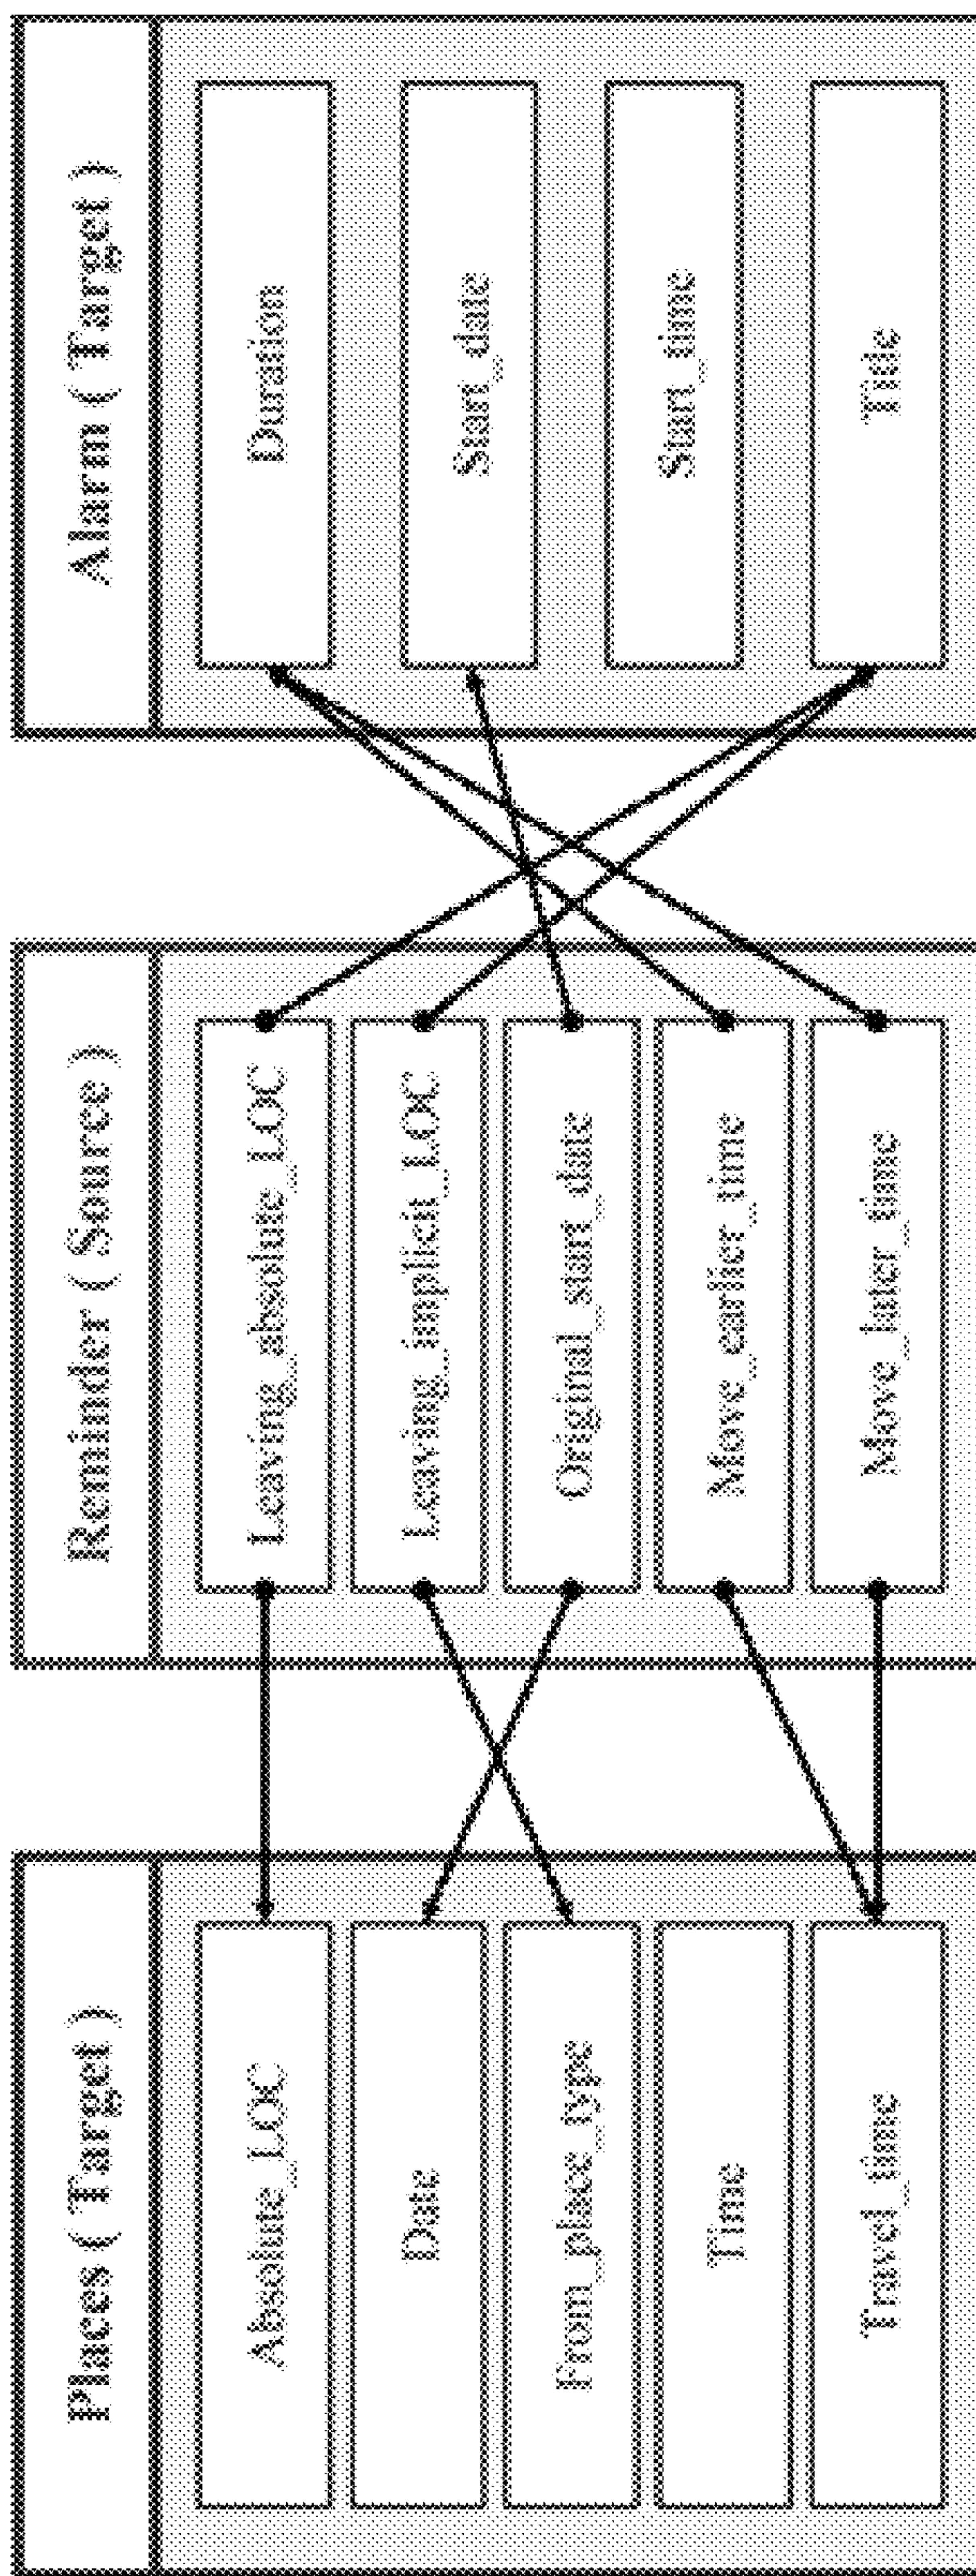 Places ( Target )
Absolute_LOC
Date
From_place_type
Time
Travel_time
Reminder ( Source )
Leaving_absolute_LOC
Leaving_implicit_LOC
Original_start_date
Move_earlier_time
Move_later_time
Alarm ( Target )
Duration
Start_date
Start_time
Title